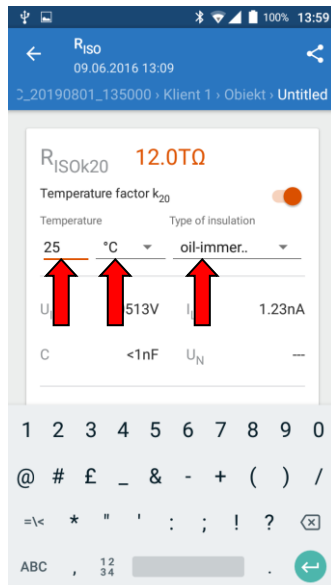 100% 13:59
RISO
09.06.2016 13:09
C_20190801_135000 › Klient 1 › Obiekt › Untitled
RISOk20 12.0TΩ
Temperature factor k20
Temperature Type of insulation
25 °C oil-immer..
513V 1.23nA
C <1nF UN ---
1 2 3 4 5 6 7 8 9 0
@ # £ _ & - + ( ) /
=\< * " ' : ; ! ?
ABC , 12 34 .